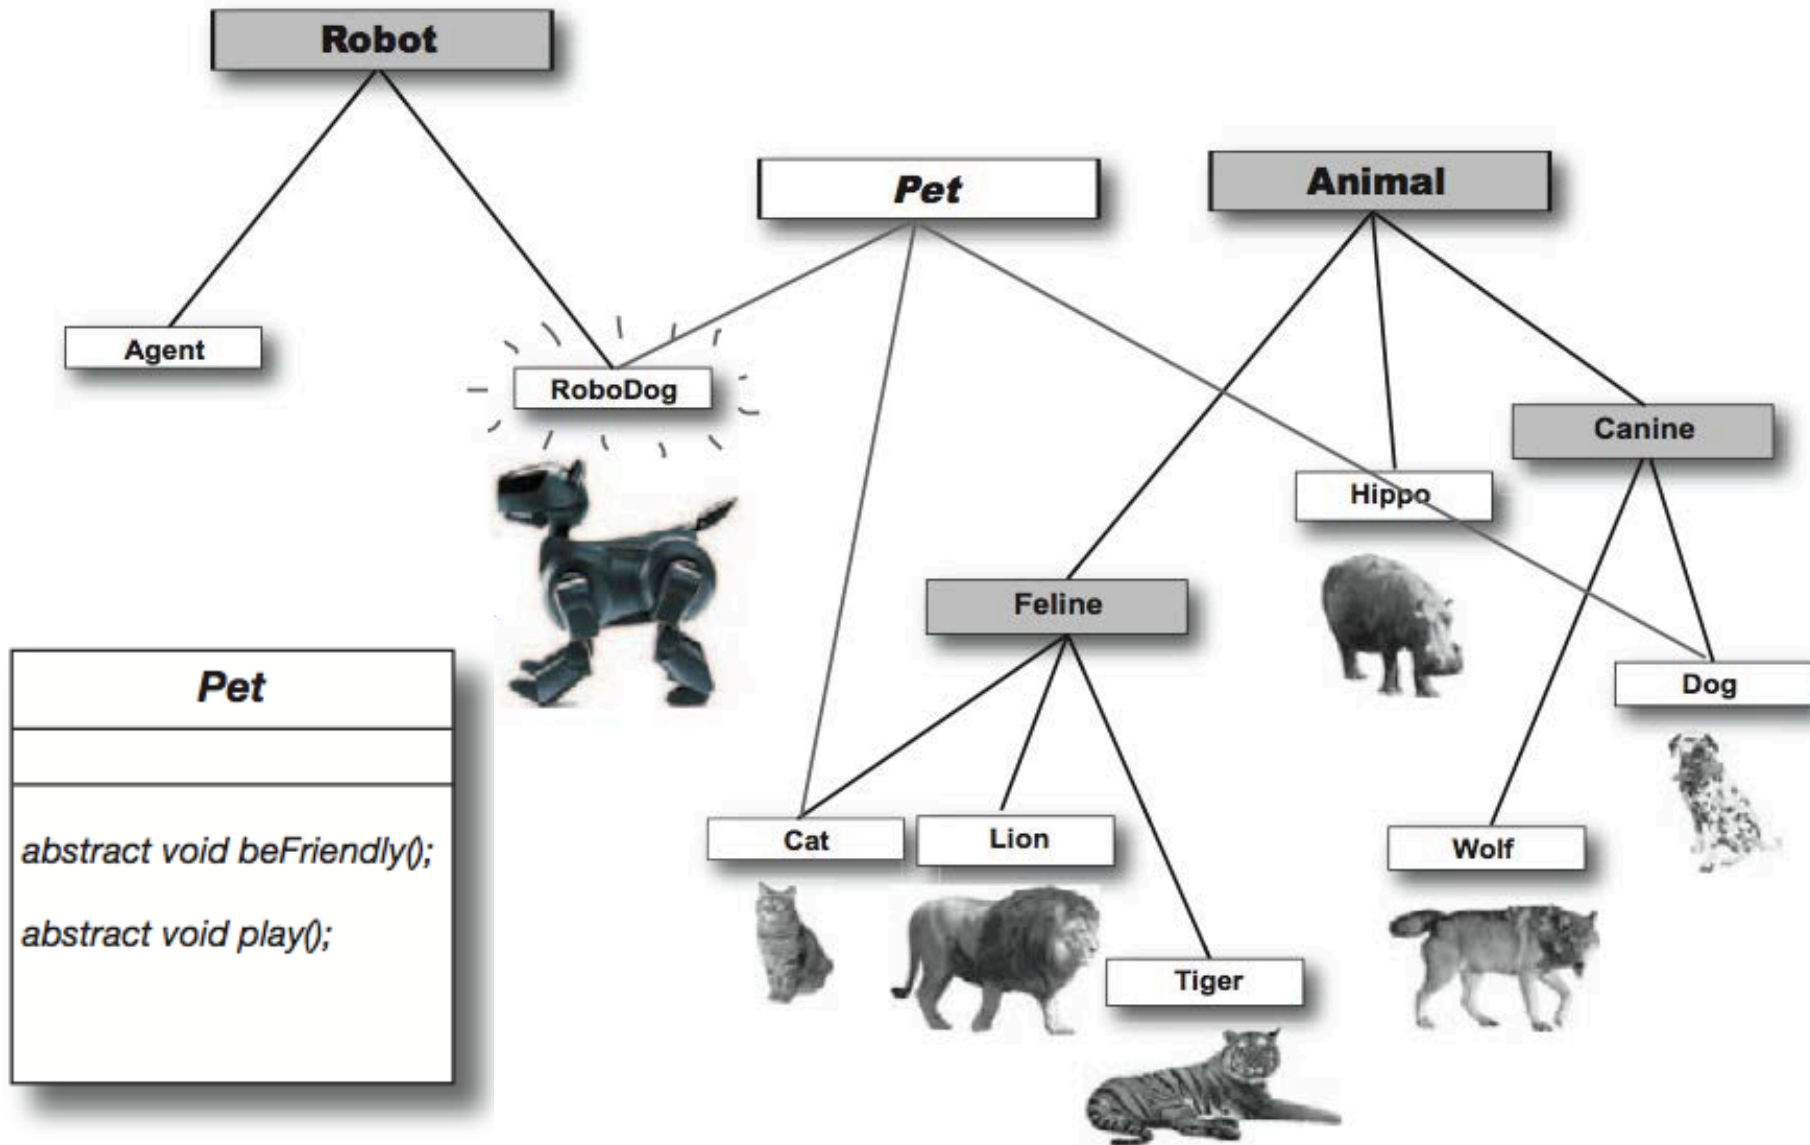 Robot
Pet
Animal
Agent
RoboDog
Canine
Hippo
Feline
Dog
Pet
abstract void beFriendly();
abstract void play();
Cat
Lion
Wolf
Tiger